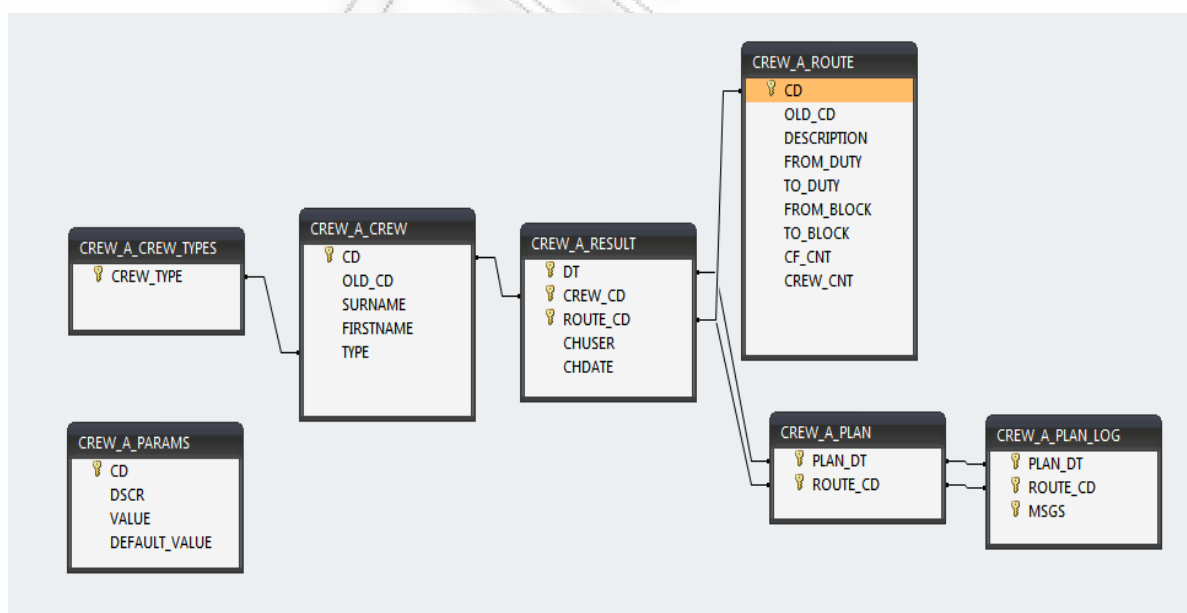 CREW_A_CREW_TYPES
CREW_TYPE
CREW_A_PARAMS
CD
DSCR
VALUE
DEFAULT_VALUE
CREW_A_CREW
CD
OLD_CD
SURNAME
FIRSTNAME
TYPE
CREW_A_RESULT
DT
CREW_CD
ROUTE_CD
CHUSER
CHDATE
CREW_A_ROUTE
CD
OLD_CD
DESCRIPTION
FROM_DUTY
TO_DUTY
FROM_BLOCK
TO_BLOCK
CF_CNT
CREW_CNT
CREW_A_PLAN
PLAN_DT
ROUTE_CD
CREW_A_PLAN_LOG
PLAN_DT
ROUTE_CD
MSGS